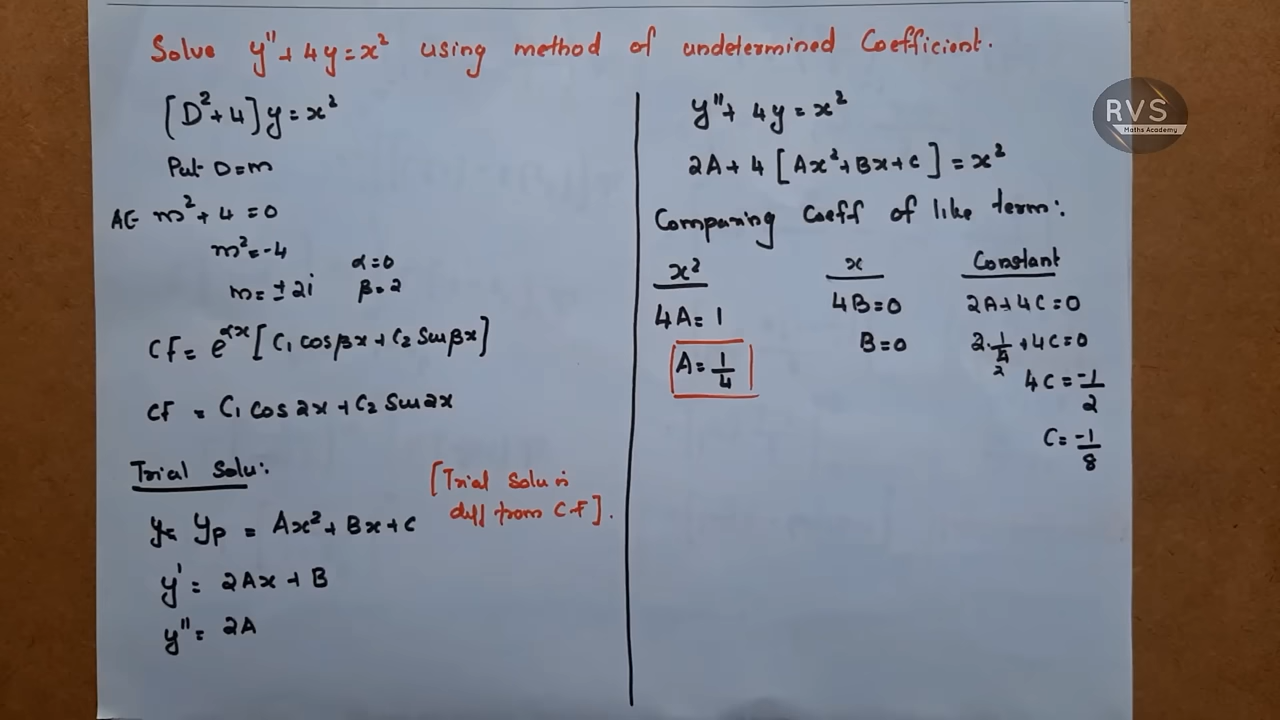 Solve y" + 4y = x² using method of undetermined Coefficient.
[D² + 4] y = x²
Put D = m
AE m² + 4 = 0
m² = -4
m = ± 2i
α = 0
β = 2
CF = e^αx [C₁ cos βx + C₂ Sin βx]
CF = C₁ cos 2x + C₂ Sin 2x
Trial Solu:
[Trial Solu is
diff from CF].
y = yp = Ax² + Bx + C
y' = 2Ax + B
y" = 2A
y" + 4y = x²
2A + 4 [Ax² + Bx + C] = x²
Comparing Coeff of like term:
x²
4A = 1
A = 1/4
x
4B = 0
B = 0
Constant
2A + 4C = 0
2 · 1/4 + 4C = 0
2
4C = -1/2
C = -1/8
RVS
Maths Academy